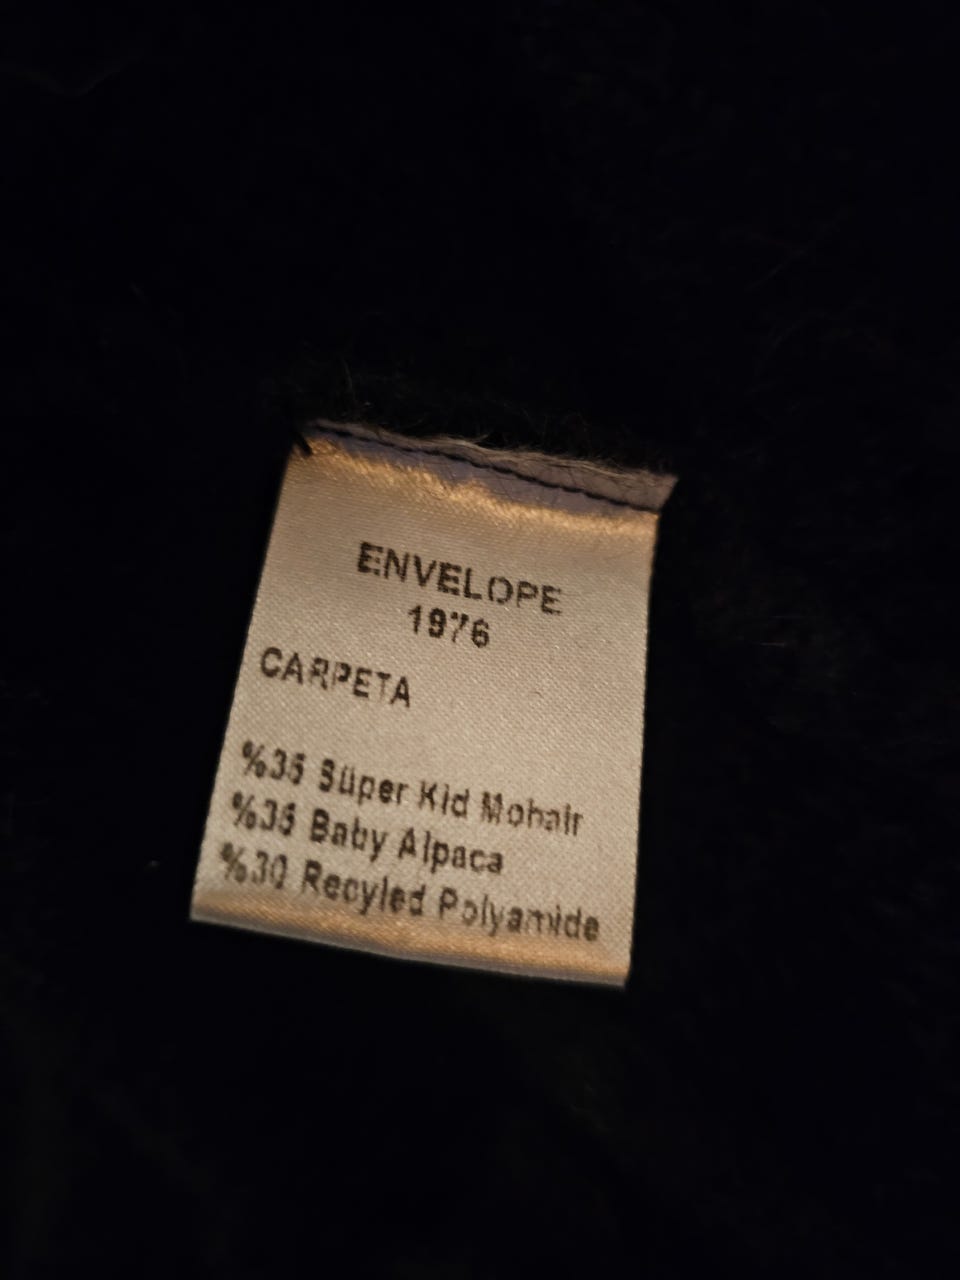 ENVELOPE
1976
CARPETA
%35 Süper Kid Mohair
%35 Baby Alpaca
%30 Recyled Polyamide